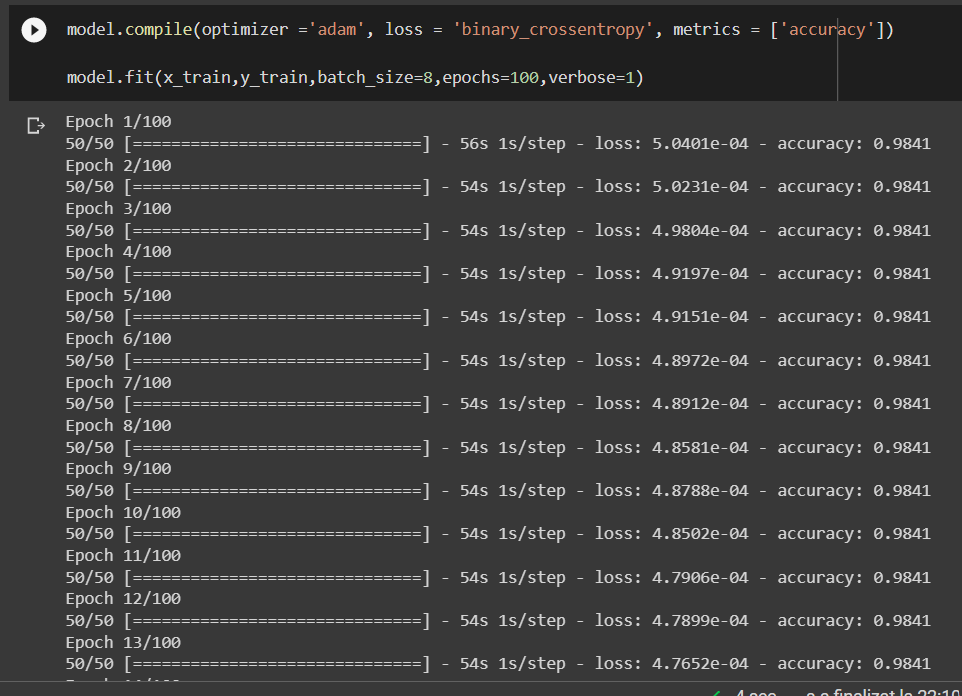 model.compile(optimizer ='adam', loss = 'binary_crossentropy', metrics = ['accuracy'])
model.fit(x_train,y_train,batch_size=8,epochs=100,verbose=1)
Epoch 1/100
50/50 [==============================] - 56s 1s/step - loss: 5.0401e-04 - accuracy: 0.9841
Epoch 2/100
50/50 [==============================] - 54s 1s/step - loss: 5.0231e-04 - accuracy: 0.9841
Epoch 3/100
50/50 [==============================] - 54s 1s/step - loss: 4.9804e-04 - accuracy: 0.9841
Epoch 4/100
50/50 [==============================] - 54s 1s/step - loss: 4.9197e-04 - accuracy: 0.9841
Epoch 5/100
50/50 [==============================] - 54s 1s/step - loss: 4.9151e-04 - accuracy: 0.9841
Epoch 6/100
50/50 [==============================] - 54s 1s/step - loss: 4.8972e-04 - accuracy: 0.9841
Epoch 7/100
50/50 [==============================] - 54s 1s/step - loss: 4.8912e-04 - accuracy: 0.9841
Epoch 8/100
50/50 [==============================] - 54s 1s/step - loss: 4.8581e-04 - accuracy: 0.9841
Epoch 9/100
50/50 [==============================] - 54s 1s/step - loss: 4.8788e-04 - accuracy: 0.9841
Epoch 10/100
50/50 [==============================] - 54s 1s/step - loss: 4.8502e-04 - accuracy: 0.9841
Epoch 11/100
50/50 [==============================] - 54s 1s/step - loss: 4.7906e-04 - accuracy: 0.9841
Epoch 12/100
50/50 [==============================] - 54s 1s/step - loss: 4.7899e-04 - accuracy: 0.9841
Epoch 13/100
50/50 [==============================] - 54s 1s/step - loss: 4.7652e-04 - accuracy: 0.9841